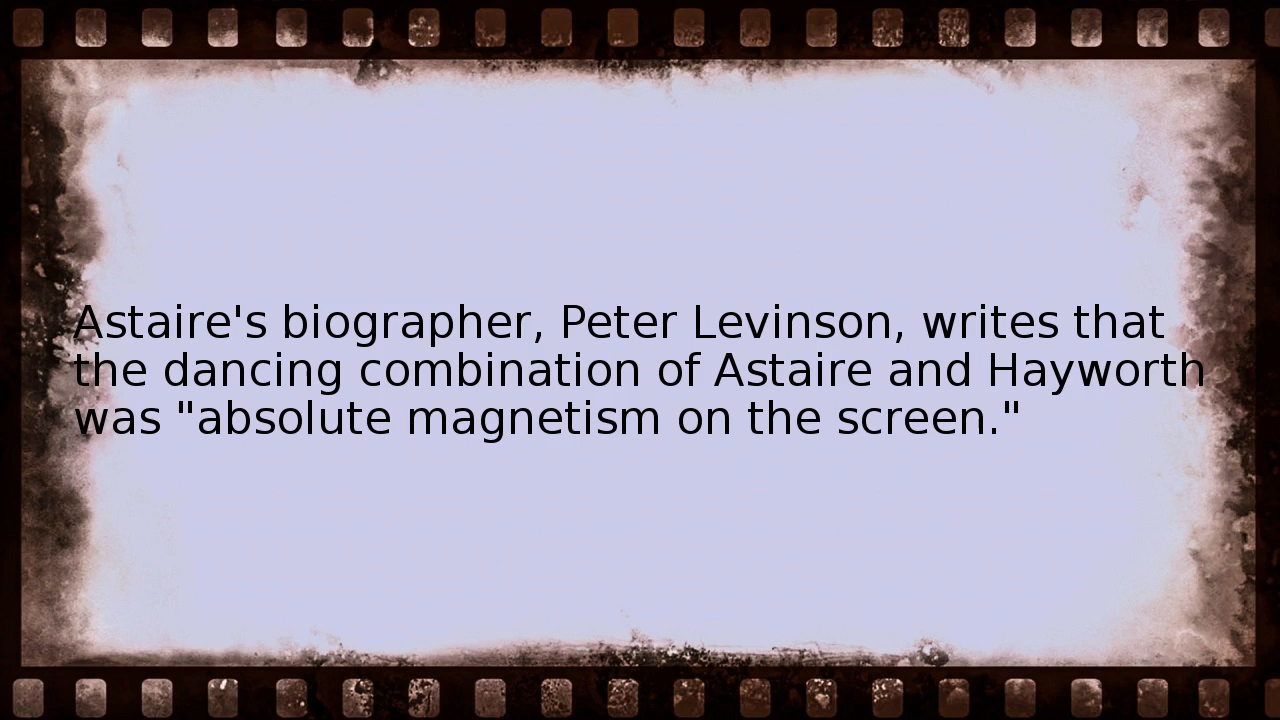 Astaire's biographer, Peter Levinson, writes that
the dancing combination of Astaire and Hayworth
was "absolute magnetism on the screen."